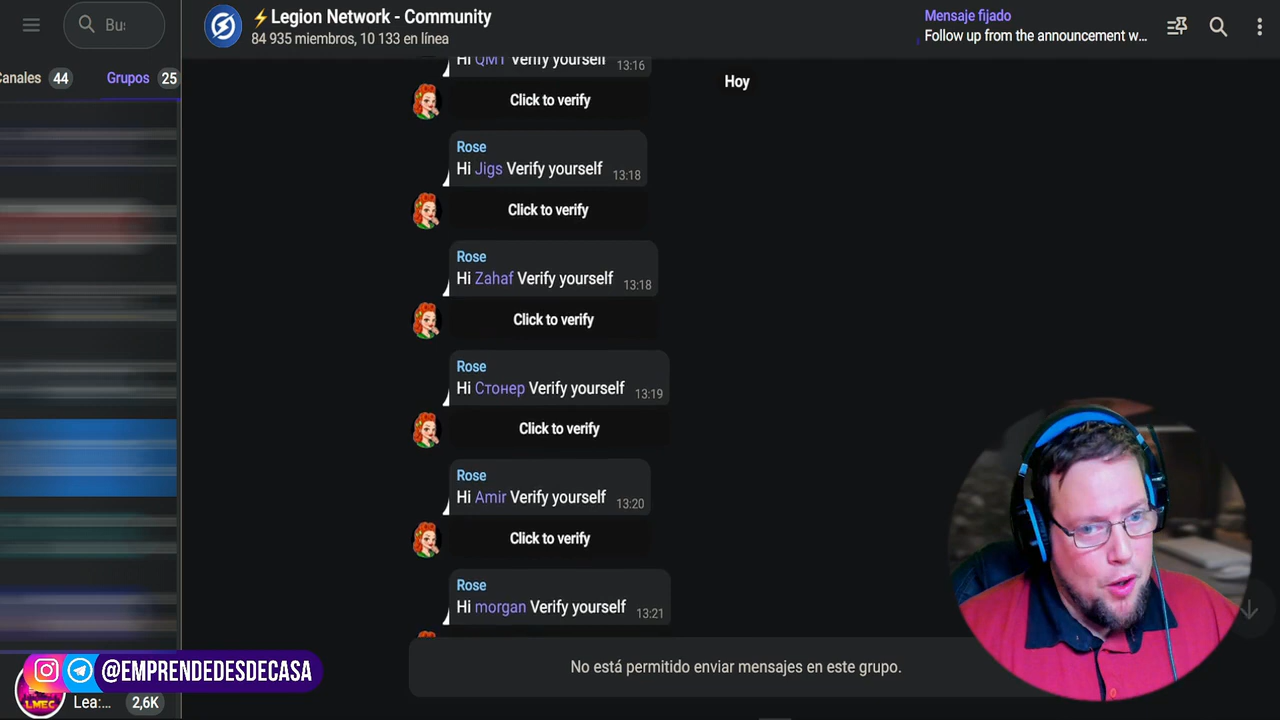 Bu:
Canales 44 Grupos 25
⚡Legion Network - Community
84 935 miembros, 10 133 en línea
Mensaje fijado
Follow up from the announcement w...
Hoy
Hi QM1 Verify yourself 13:16
Click to verify
Rose
Hi Jigs Verify yourself 13:18
Click to verify
Rose
Hi Zahaf Verify yourself 13:18
Click to verify
Rose
Hi Стонер Verify yourself 13:19
Click to verify
Rose
Hi Amir Verify yourself 13:20
Click to verify
Rose
Hi morgan Verify yourself 13:21
No está permitido enviar mensajes en este grupo.
@EMPRENDEDESDECASA
LMEC
Lea:... 2,6K